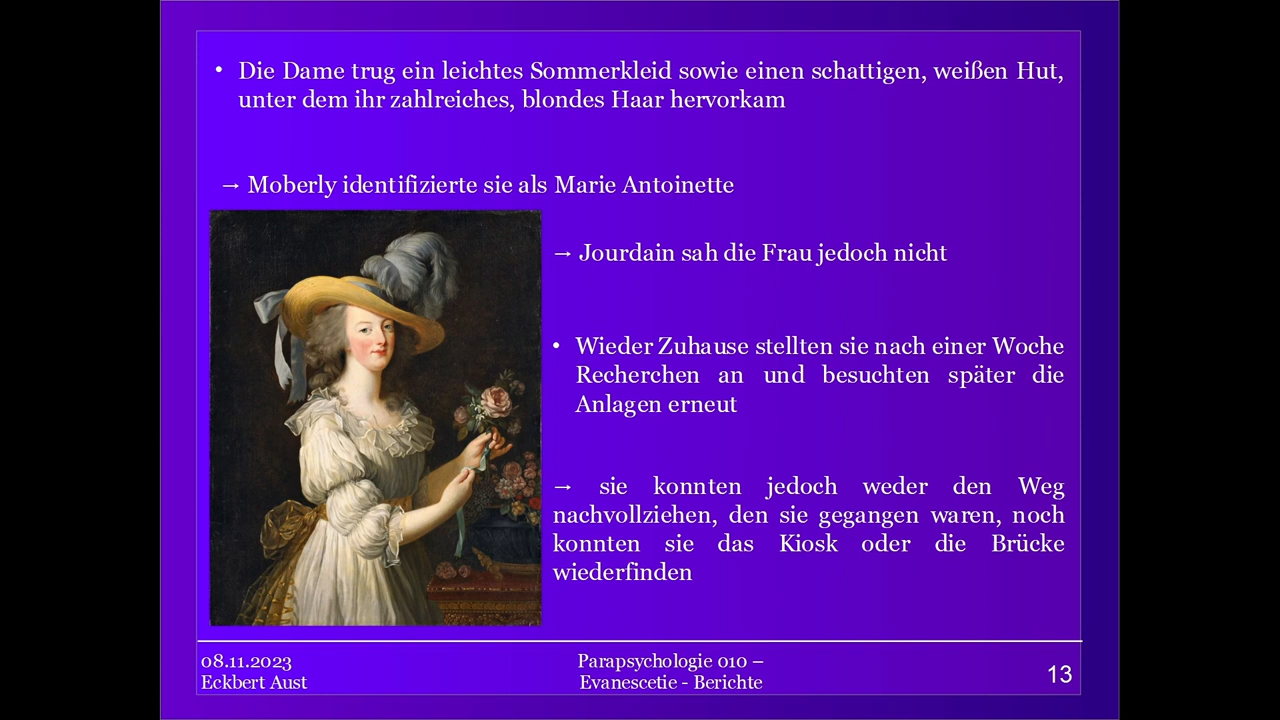 • Die Dame trug ein leichtes Sommerkleid sowie einen schattigen, weißen Hut,
unter dem ihr zahlreiches, blondes Haar hervorkam
→ Moberly identifizierte sie als Marie Antoinette
→ Jourdain sah die Frau jedoch nicht
• Wieder Zuhause stellten sie nach einer Woche
Recherchen an und besuchten später die
Anlagen erneut
→ sie konnten jedoch weder den Weg
nachvollziehen, den sie gegangen waren, noch
konnten sie das Kiosk oder die Brücke
wiederfinden
08.11.2023
Eckbert Aust
Parapsychologie 010 –
Evanescetie - Berichte
13